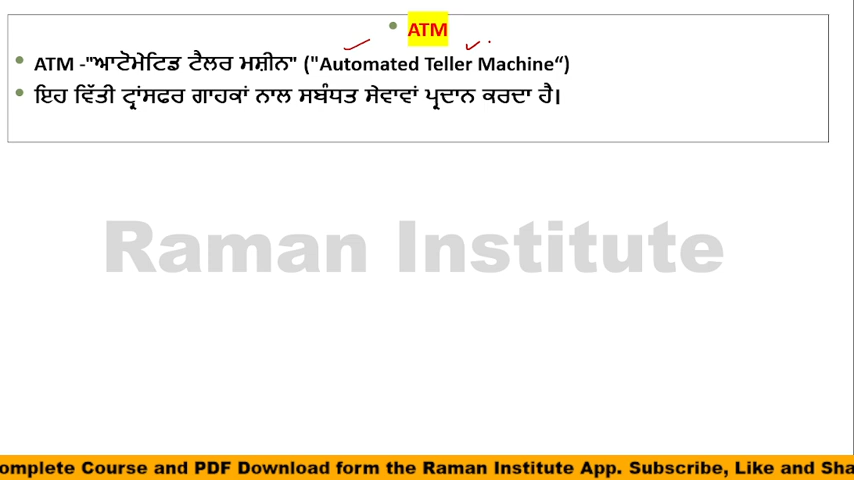 • ATM
• ATM -"ਆਟੋਮੇਟਿਡ ਟੈਲਰ ਮਸ਼ੀਨ" ("Automated Teller Machine“)
• ਇਹ ਵਿੱਤੀ ਟ੍ਰਾਂਸਫਰ ਗਾਹਕਾਂ ਨਾਲ ਸਬੰਧਤ ਸੇਵਾਵਾਂ ਪ੍ਰਦਾਨ ਕਰਦਾ ਹੈ।
Raman Institute
omplete Course and PDF Download form the Raman Institute App. Subscribe, Like and Sha